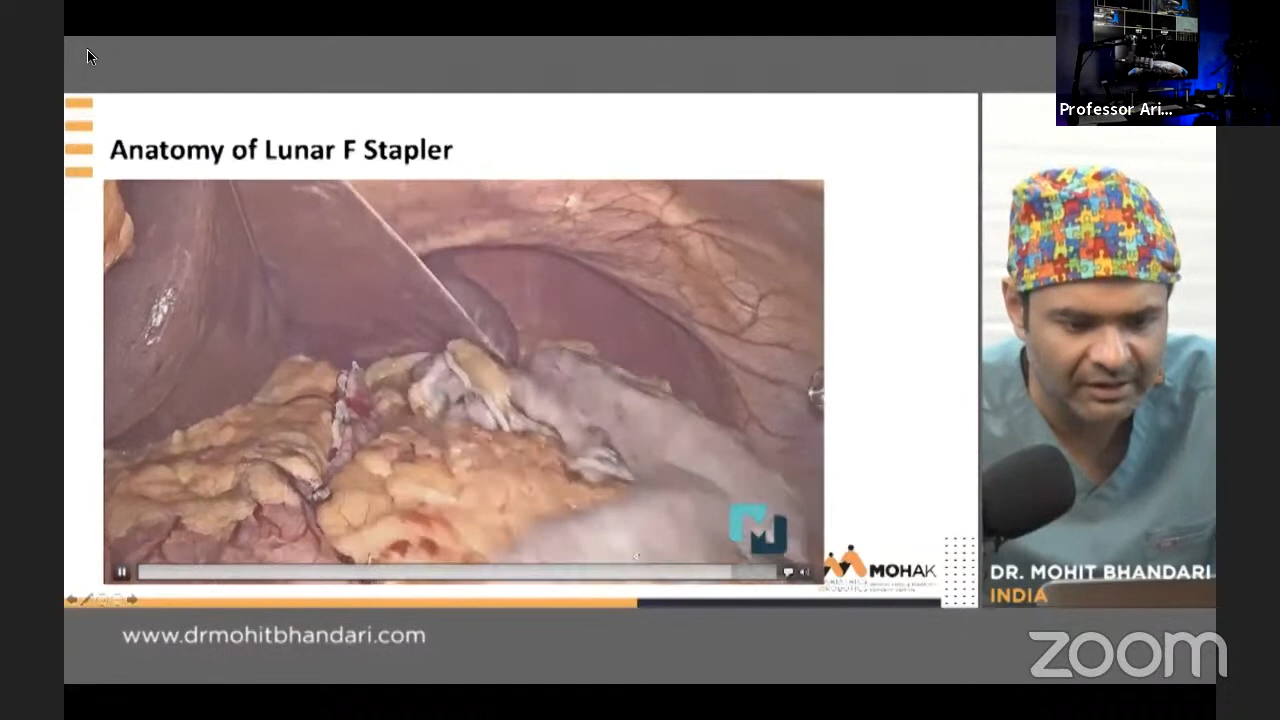 Professor Ari...
Anatomy of Lunar F Stapler
MOHAK
DR. MOHIT BHANDARI
INDIA
www.drmohitbhandari.com
zoom